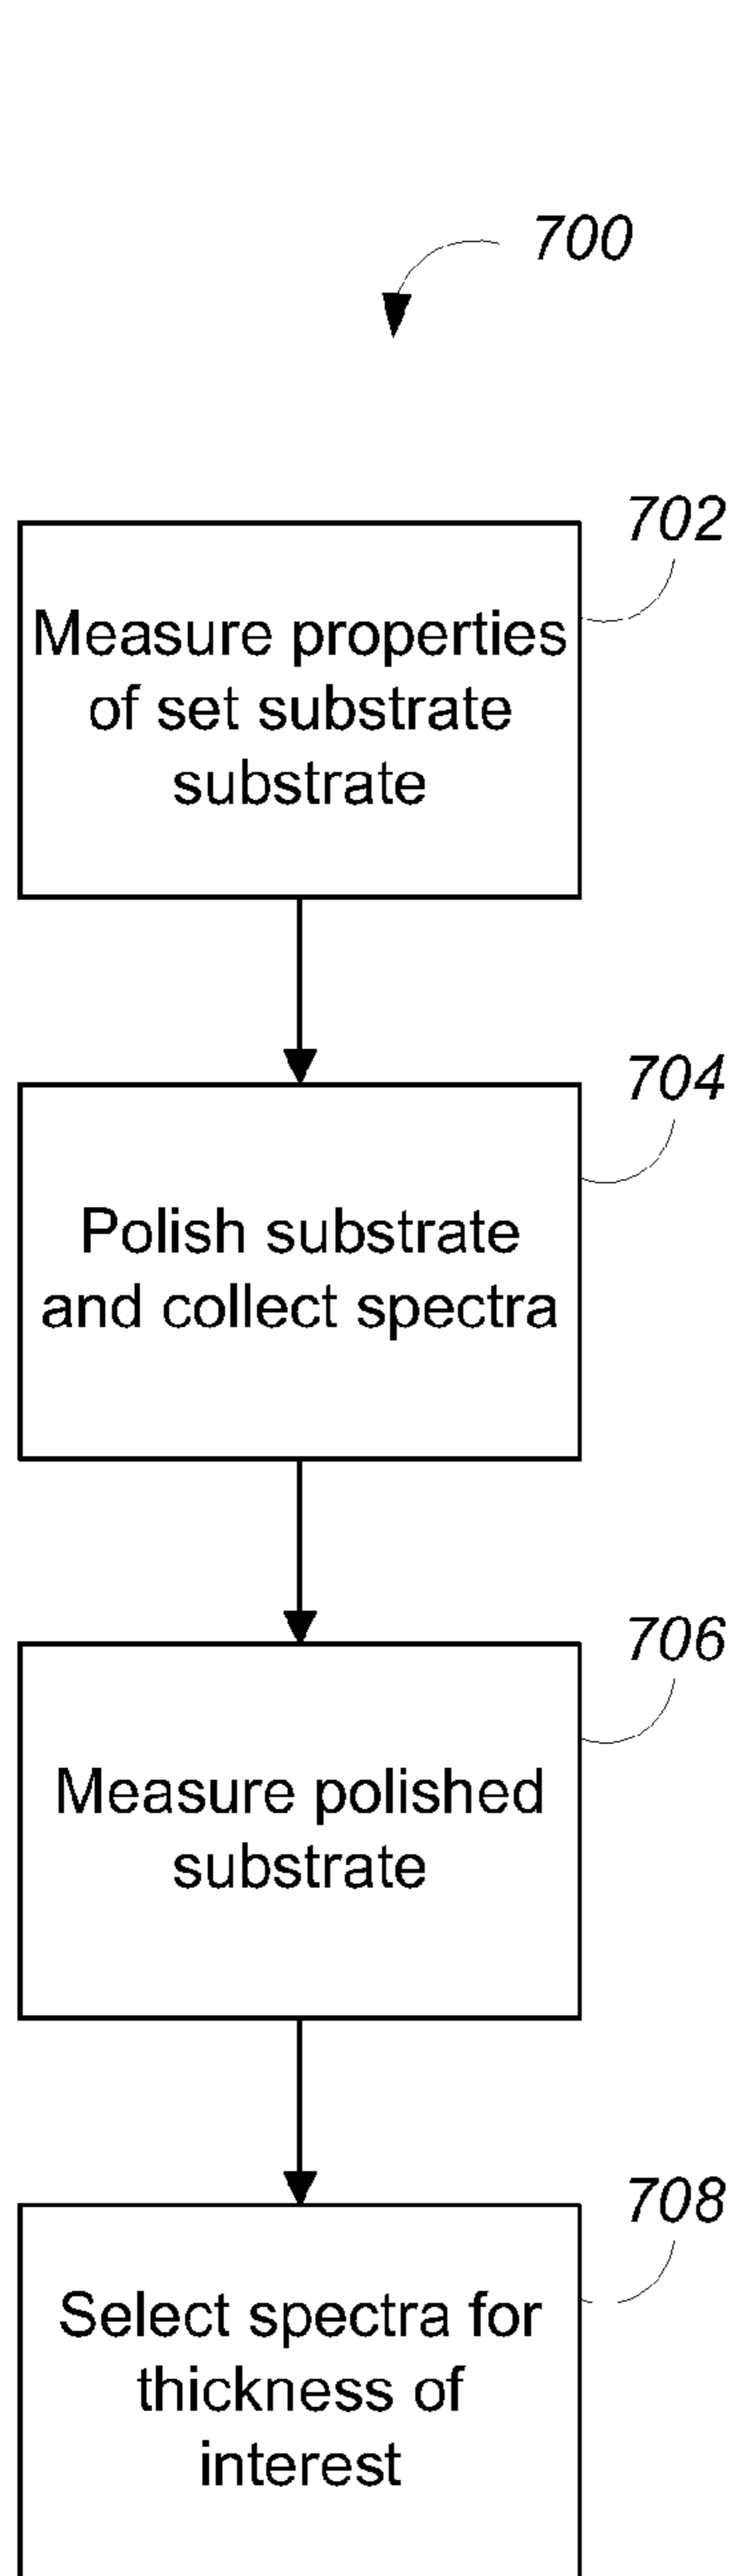 700
702
Measure properties
of set substrate
substrate
704
Polish substrate
and collect spectra
706
Measure polished
substrate
708
Select spectra for
thickness of
interest